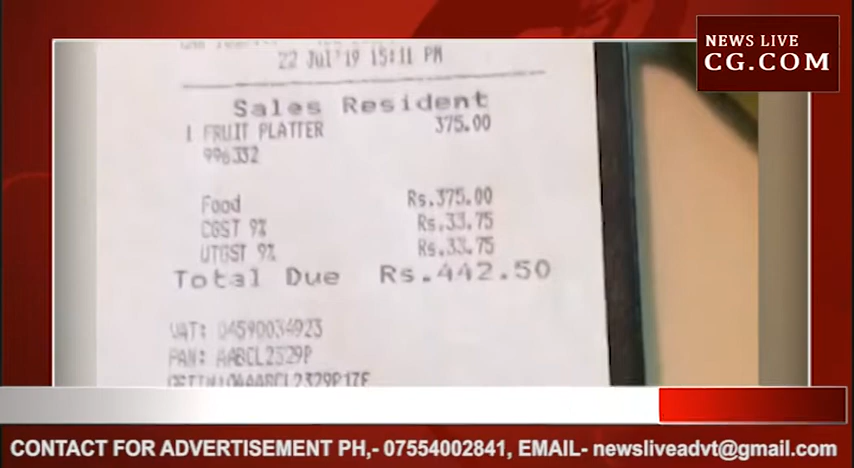 NEWS LIVE
CG.COM
22 Jul'19 15:11 PM
Sales Resident
1 FRUIT PLATTER 375.00
996332
Food Rs.375.00
CGST 9% Rs.33.75
UTGST 9% Rs.33.75
Total Due Rs.442.50
VAT: 04590034923
PAN: AABCL2329P
CONTACT FOR ADVERTISEMENT PH,- 07554002841, EMAIL- newsliveadvt@gmail.com